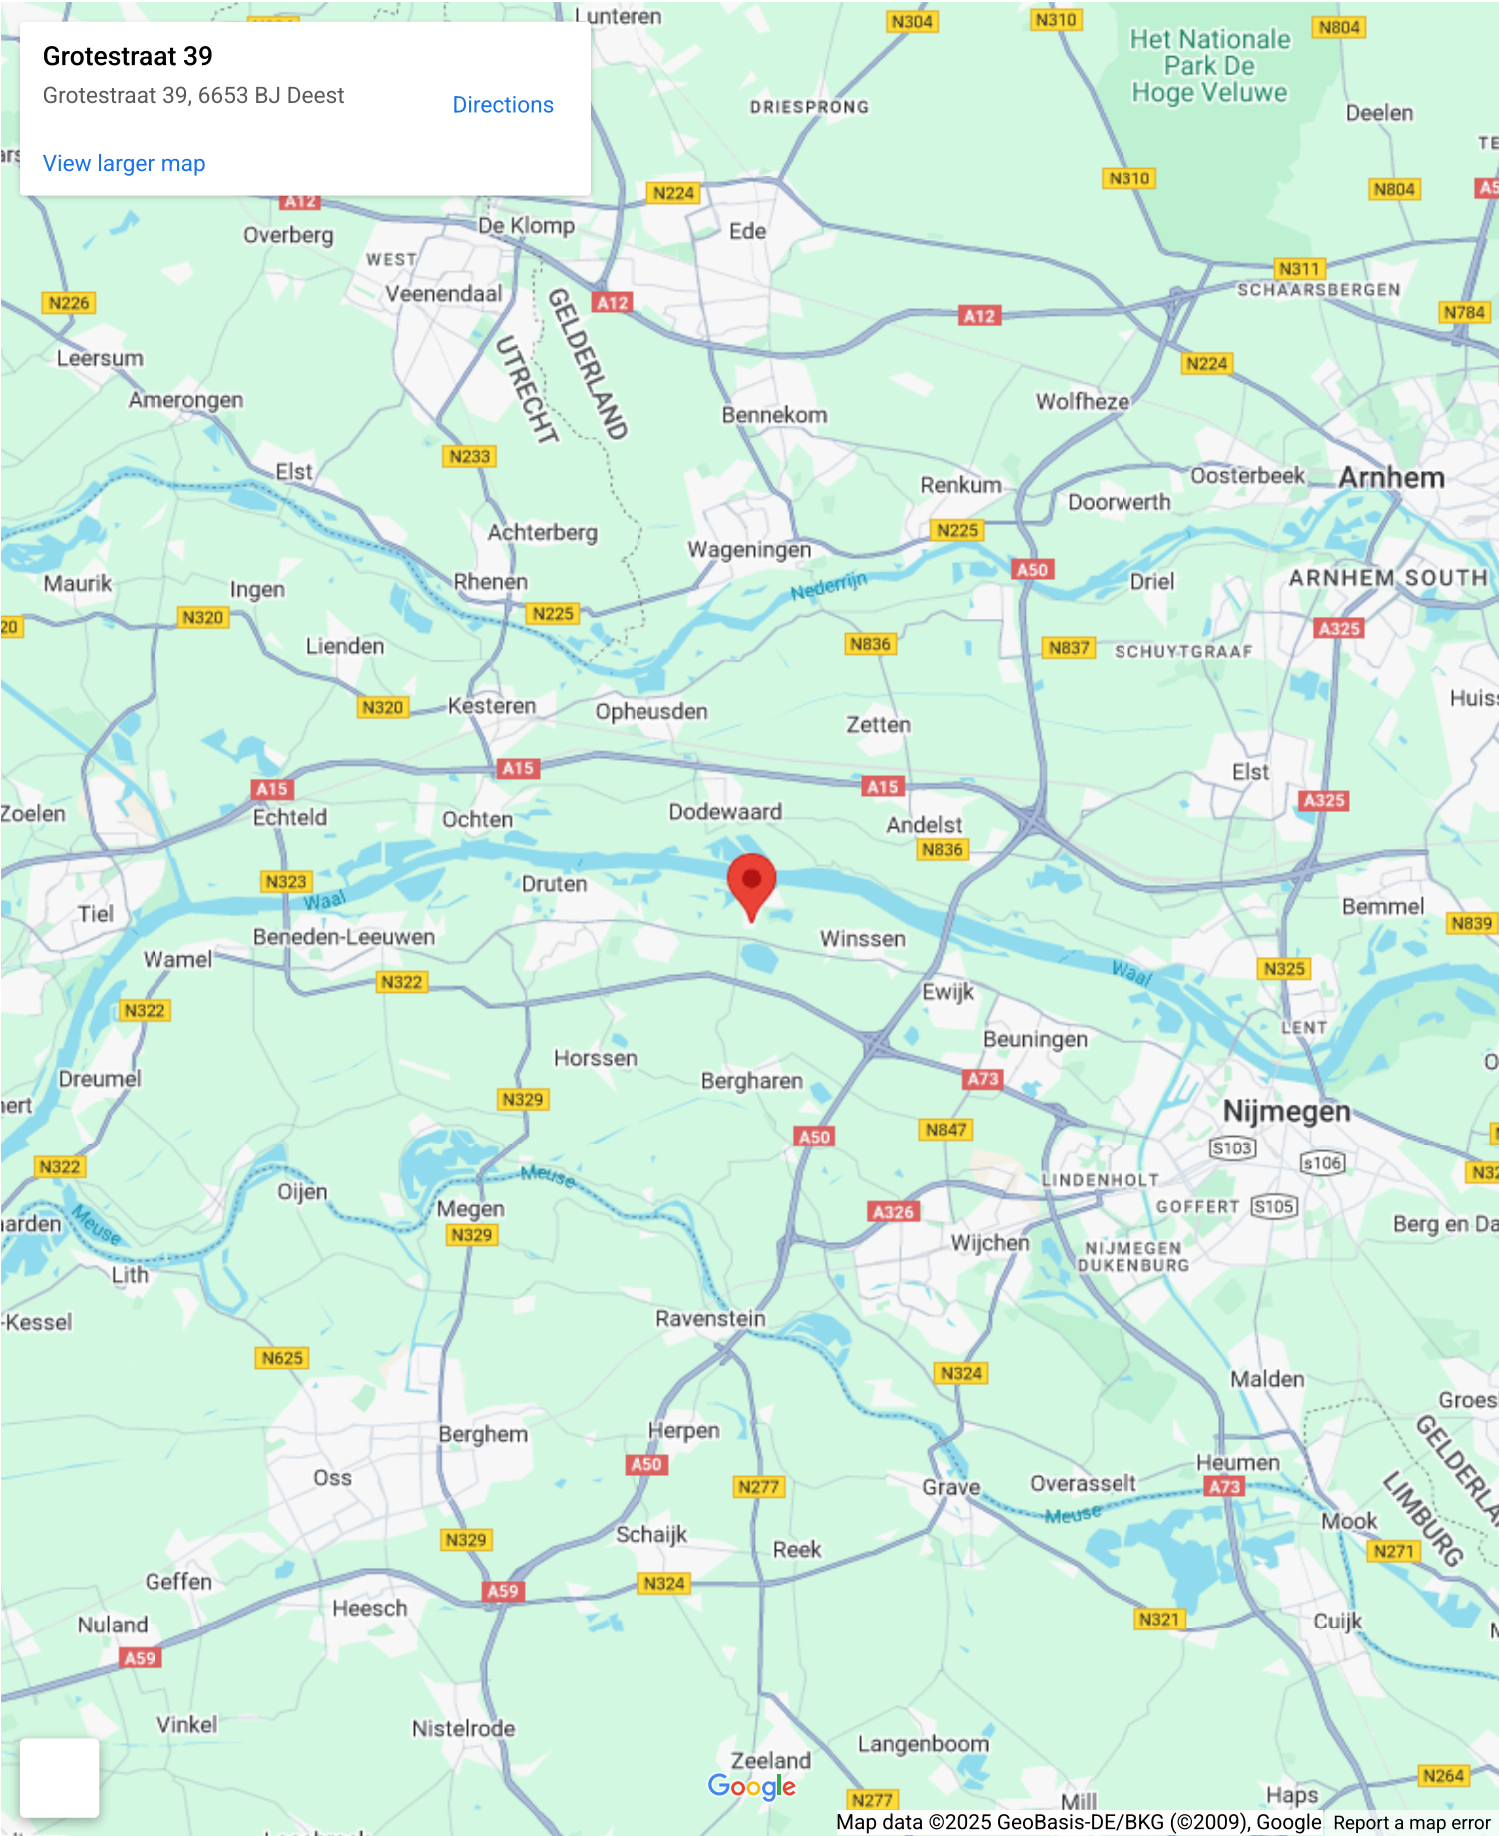 Grotestraat 39
Grotestraat 39, 6653 BJ Deest
Directions
View larger map
Lunteren
N304
N310
N804
Het Nationale
Park De
Hoge Veluwe
DRIESPRONG
Deelen
N310
N804
N224
A12
De Klomp
Ede
Overberg
WEST
Veenendaal
N311
SCHAARSBERGEN
N226
A12
A12
N784
GELDERLAND
UTRECHT
Leersum
N224
Amerongen
Wolfheze
Bennekom
N233
Elst
Renkum
Oosterbeek
Arnhem
Doorwerth
Achterberg
N225
Wageningen
A50
Maurik
Ingen
Rhenen
Nederrijn
Driel
ARNHEM SOUTH
20
N320
N225
A325
Lienden
N836
N837
SCHUYTGRAAF
N320
Kesteren
Opheusden
Zetten
A15
A15
A15
Elst
A325
Zoelen
Echteld
Ochten
Dodewaard
Andelst
N836
N323
Druten
Waal
Tiel
Bemmel
N839
Beneden-Leeuwen
Winssen
Wamel
N322
N325
Waal
N322
Ewijk
LENT
Beuningen
Horssen
Dreumel
Bergharen
A73
N329
Nijmegen
N847
A50
S103
s106
N322
LINDENHOLT
Oijen
Meuse
Megen
A326
GOFFERT
S105
Meuse
N329
Berg en Da
Wijchen
NIJMEGEN
DUKENBURG
Lith
-Kessel
Ravenstein
N625
N324
Malden
Groes
Berghem
Herpen
GELDERLA
A50
Oss
Heumen
N277
Grave
Overasselt
A73
LIMBURG
Meuse
Mook
Schaijk
N329
Reek
N271
Geffen
A59
N324
Heesch
Nuland
N321
Cuijk
A59
Vinkel
Nistelrode
Langenboom
Zeeland
Google
N264
N277
Mill
Haps
Map data ©2025 GeoBasis-DE/BKG (©2009), Google
Report a map error